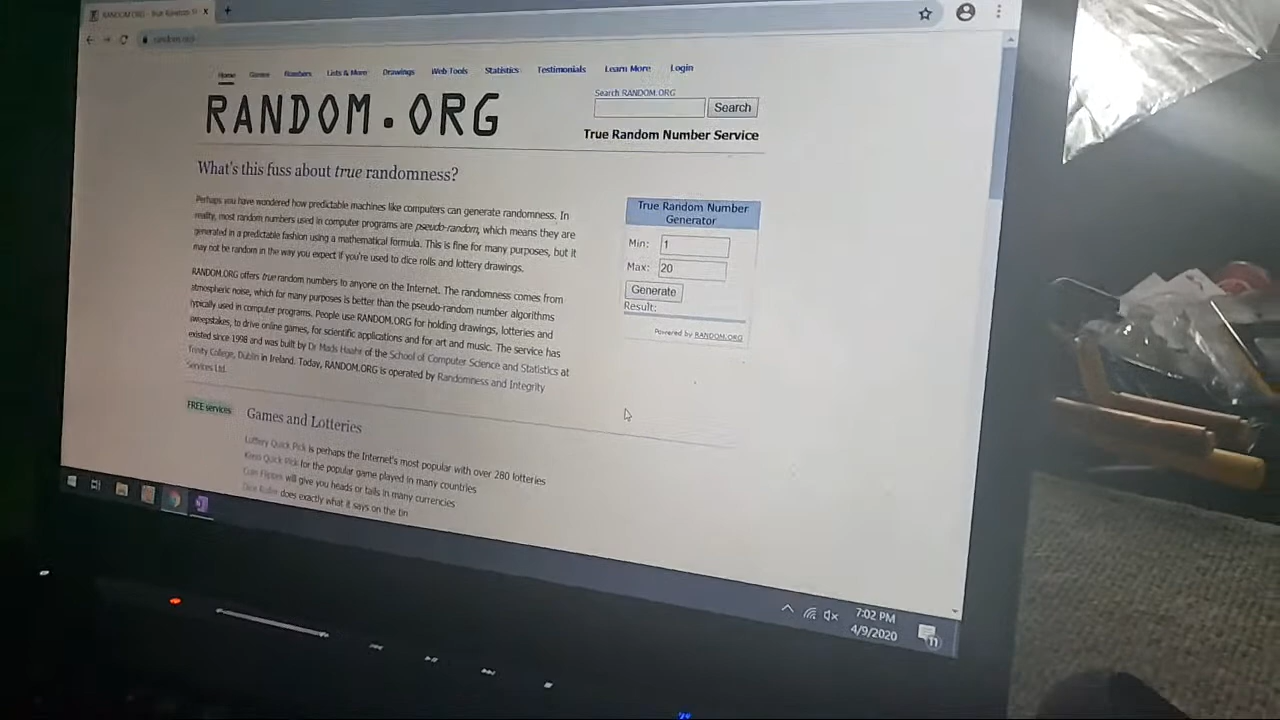 RANDOM.ORG - True Random N
random.org
Home Games Numbers Lists & More Drawings Web Tools Statistics Testimonials Learn More Login
RANDOM.ORG
Search RANDOM.ORG
Search
True Random Number Service
What's this fuss about true randomness?
Perhaps you have wondered how predictable machines like computers can generate randomness. In
reality, most random numbers used in computer programs are pseudo-random, which means they are
generated in a predictable fashion using a mathematical formula. This is fine for many purposes, but it
may not be random in the way you expect if you're used to dice rolls and lottery drawings.
RANDOM.ORG offers true random numbers to anyone on the Internet. The randomness comes from
atmospheric noise, which for many purposes is better than the pseudo-random number algorithms
typically used in computer programs. People use RANDOM.ORG for holding drawings, lotteries and
sweepstakes, to drive online games, for scientific applications and for art and music. The service has
existed since 1998 and was built by Dr Mads Haahr of the School of Computer Science and Statistics at
Trinity College, Dublin in Ireland. Today, RANDOM.ORG is operated by Randomness and Integrity
Services Ltd.
True Random Number
Generator
Min: 1
Max: 20
Generate
Result:
Powered by RANDOM.ORG
FREE services
Games and Lotteries
Lottery Quick Pick is perhaps the Internet's most popular with over 280 lotteries
Keno Quick Pick for the popular game played in many countries
Coin Flipper will give you heads or tails in many currencies
Dice Roller does exactly what it says on the tin
7:02 PM
4/9/2020
11